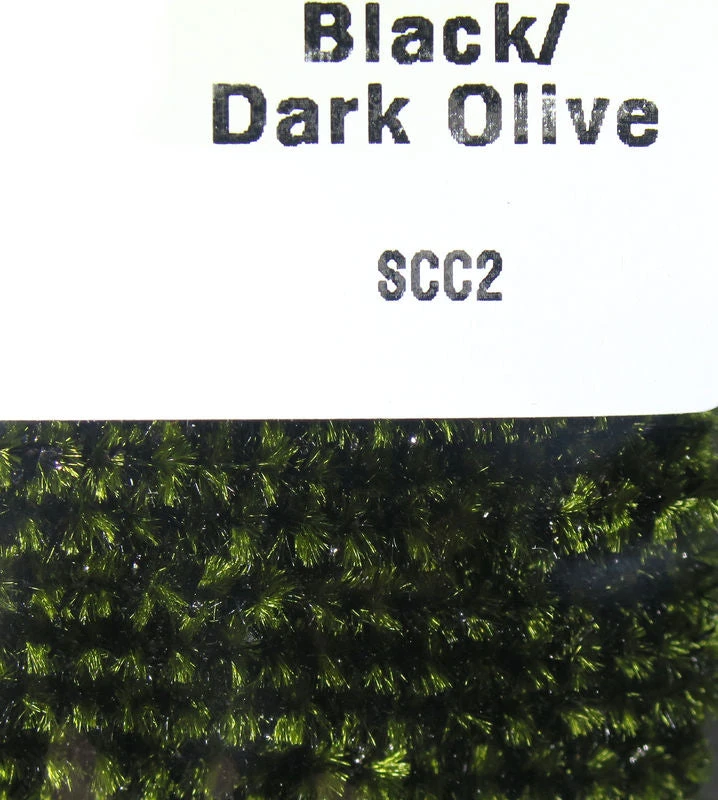 Black/
Dark Olive
SCC2